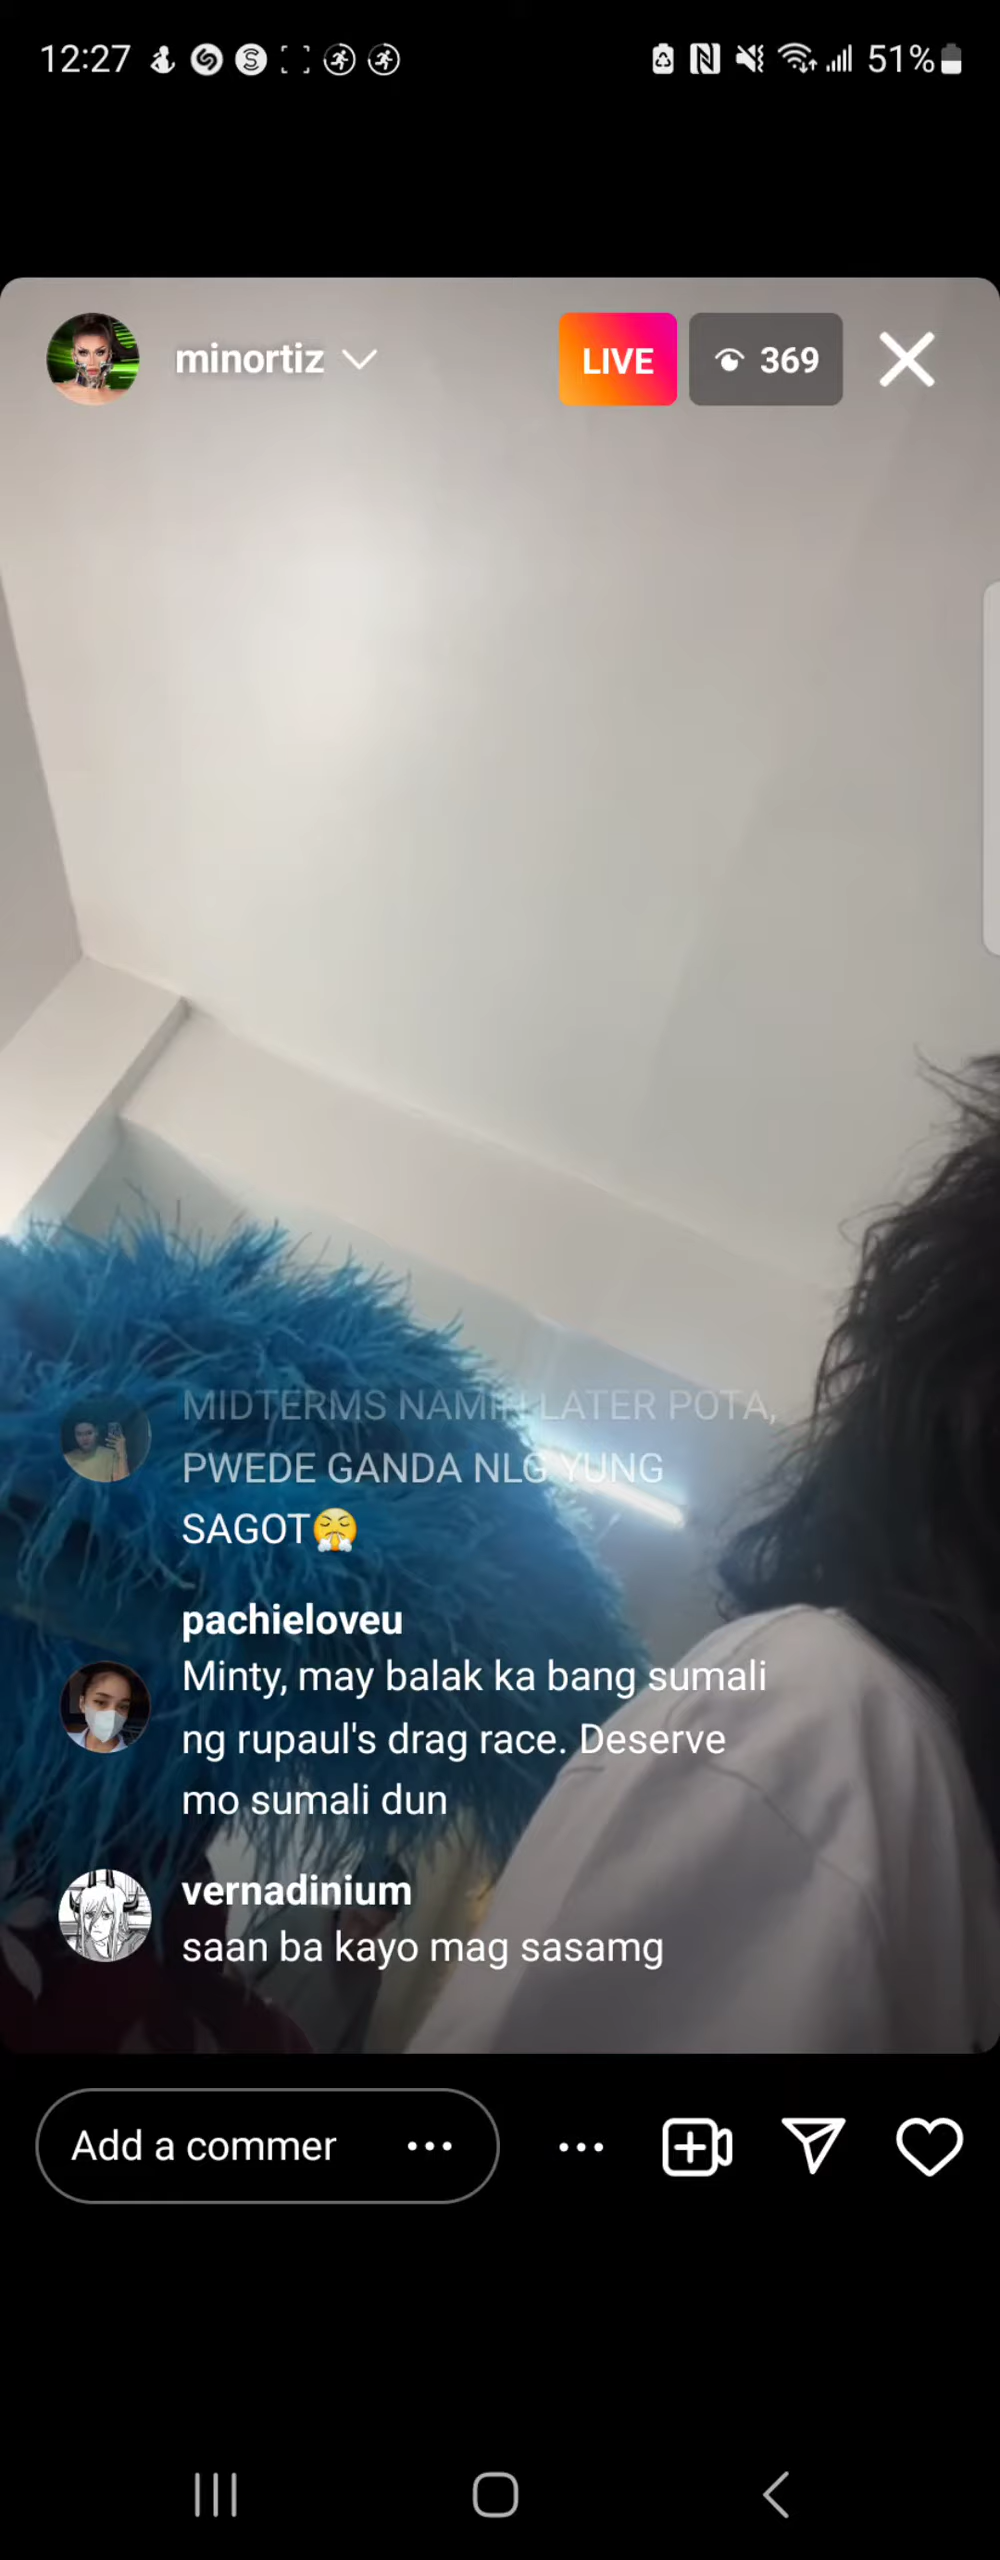 12:27
51%
minortiz
LIVE
369
MIDTERMS NAMIN LATER POTA,
PWEDE GANDA NLG YUNG
SAGOT😤
pachieloveu
Minty, may balak ka bang sumali
ng rupaul's drag race. Deserve
mo sumali dun
vernadinium
saan ba kayo mag sasamg
Add a commer